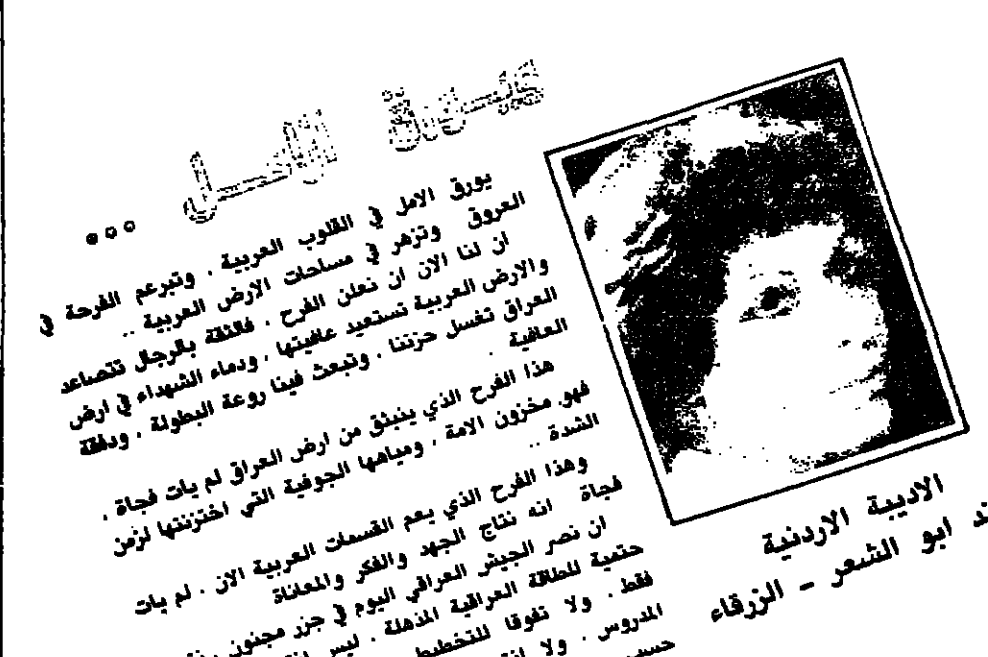 يورق الامل في القلوب العربية . وتبرعم الفرحة في
العروق وتزهر في مساحات الارض العربية ..
ان لنا الان ان نعلن الفرح . فالثقة بالرجال تتصاعد
والارض العربية تستعيد عافيتها . ودماء الشهداء في ارض
العراق تغسل حزننا . وتبعث فينا روعة البطولة . ودفقة
العافية .
هذا الفرح الذي ينبثق من ارض العراق لم يات فجاة .
فهو مخزون الامة . ومياهها الجوفية التي اختزنتها لزمن
الشدة ..
وهذا الفرح الذي يعم القسمات العربية الان . لم يات
فجاة انه نتاج الجهد والفكر والمعاناة
ان نصر الجيش العراقي اليوم في جزر مجنون
حتمية للطاقة العراقية المذهلة . ليس
فقط . ولا تفوقا للتخطيط
المدروس . ولا
الاديبة الاردنية
ابو الشعر - الزرقاء